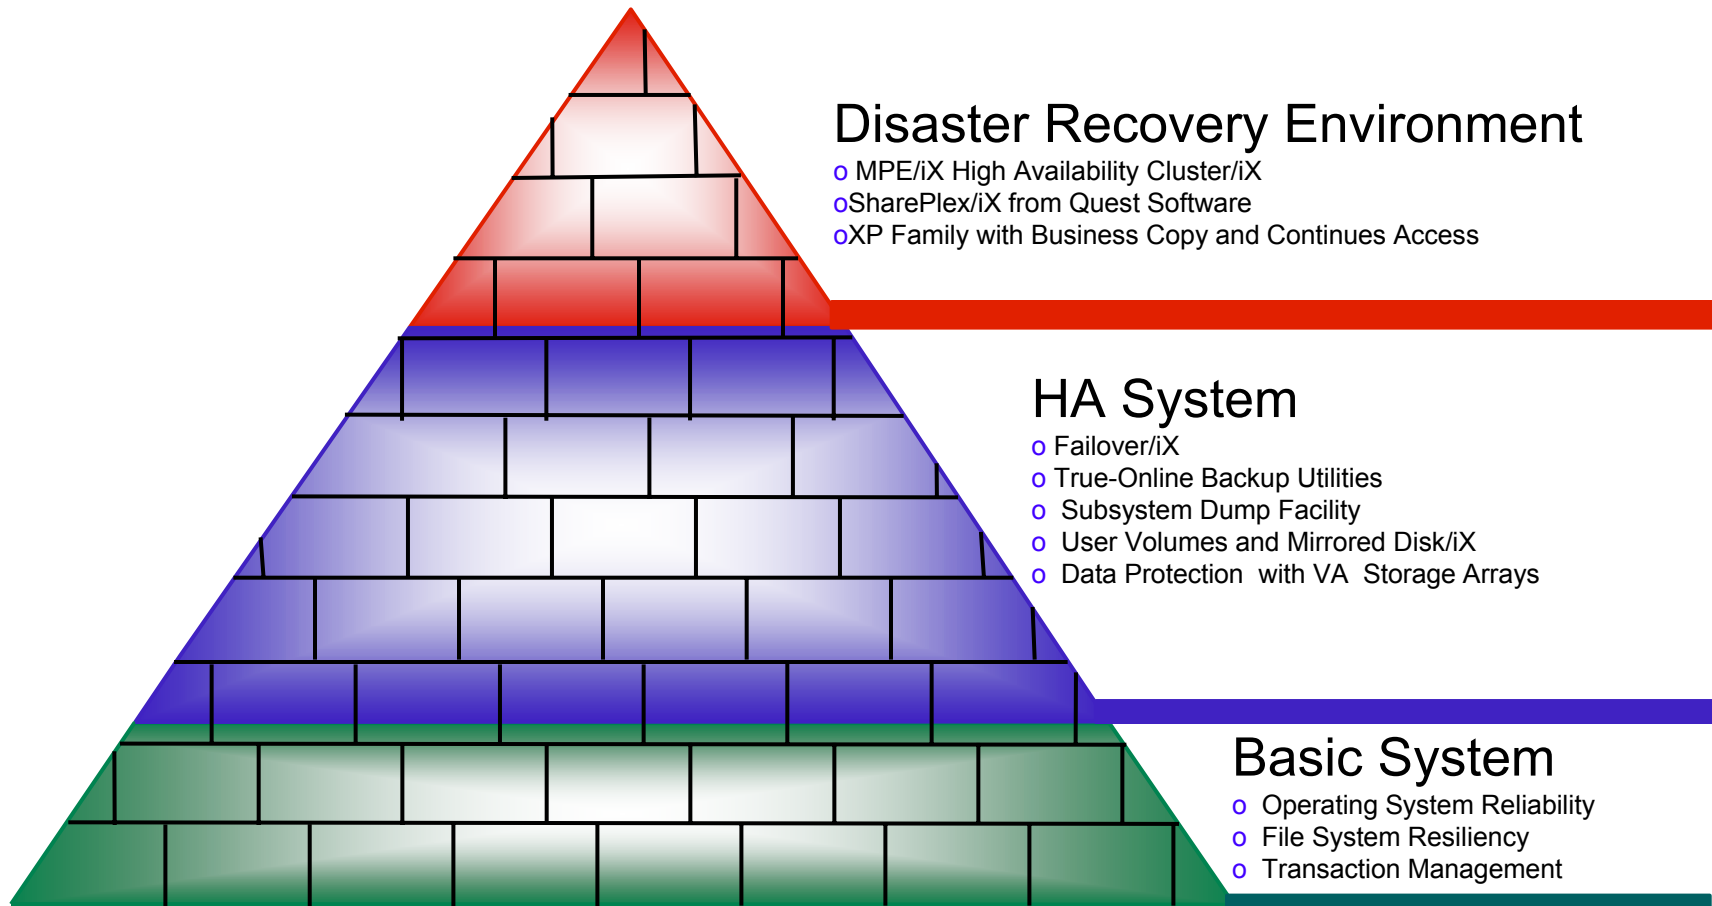 Disaster Recovery Environment
o MPE/iX High Availability Cluster/iX
oSharePlex/iX from Quest Software
oXP Family with Business Copy and Continues Access
HA System
o Failover/iX
o True-Online Backup Utilities
o Subsystem Dump Facility
o User Volumes and Mirrored Disk/iX
o Data Protection with VA Storage Arrays
Basic System
o Operating System Reliability
o File System Resiliency
o Transaction Management